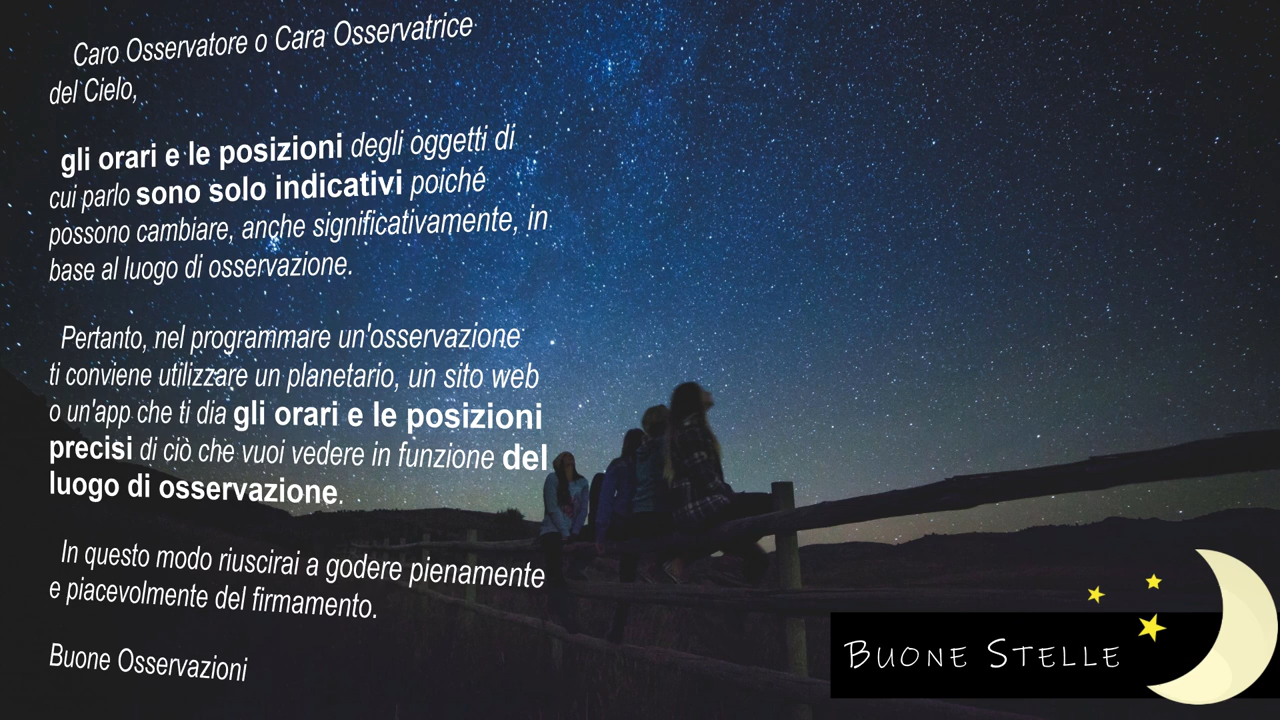 Caro Osservatore o Cara Osservatrice
del Cielo,
gli orari e le posizioni degli oggetti di
cui parlo sono solo indicativi poiché
possono cambiare, anche significativamente, in
base al luogo di osservazione.
Pertanto, nel programmare un'osservazione
ti conviene utilizzare un planetario, un sito web
o un'app che ti dia gli orari e le posizioni
precisi di ciò che vuoi vedere in funzione del
luogo di osservazione.
In questo modo riuscirai a godere pienamente
e piacevolmente del firmamento.
Buone Osservazioni
BUONE STELLE